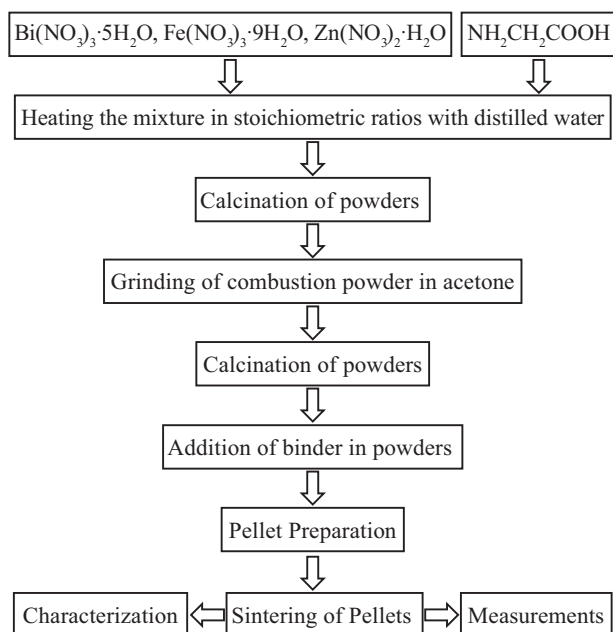 Bi(NO₃)₃·5H₂O, Fe(NO₃)₃·9H₂O, Zn(NO₃)₂·H₂O
NH₂CH₂COOH
Heating the mixture in stoichiometric ratios with distilled water
Calcination of powders
Grinding of combustion powder in acetone
Calcination of powders
Addition of binder in powders
Pellet Preparation
Characterization
Sintering of Pellets
Measurements